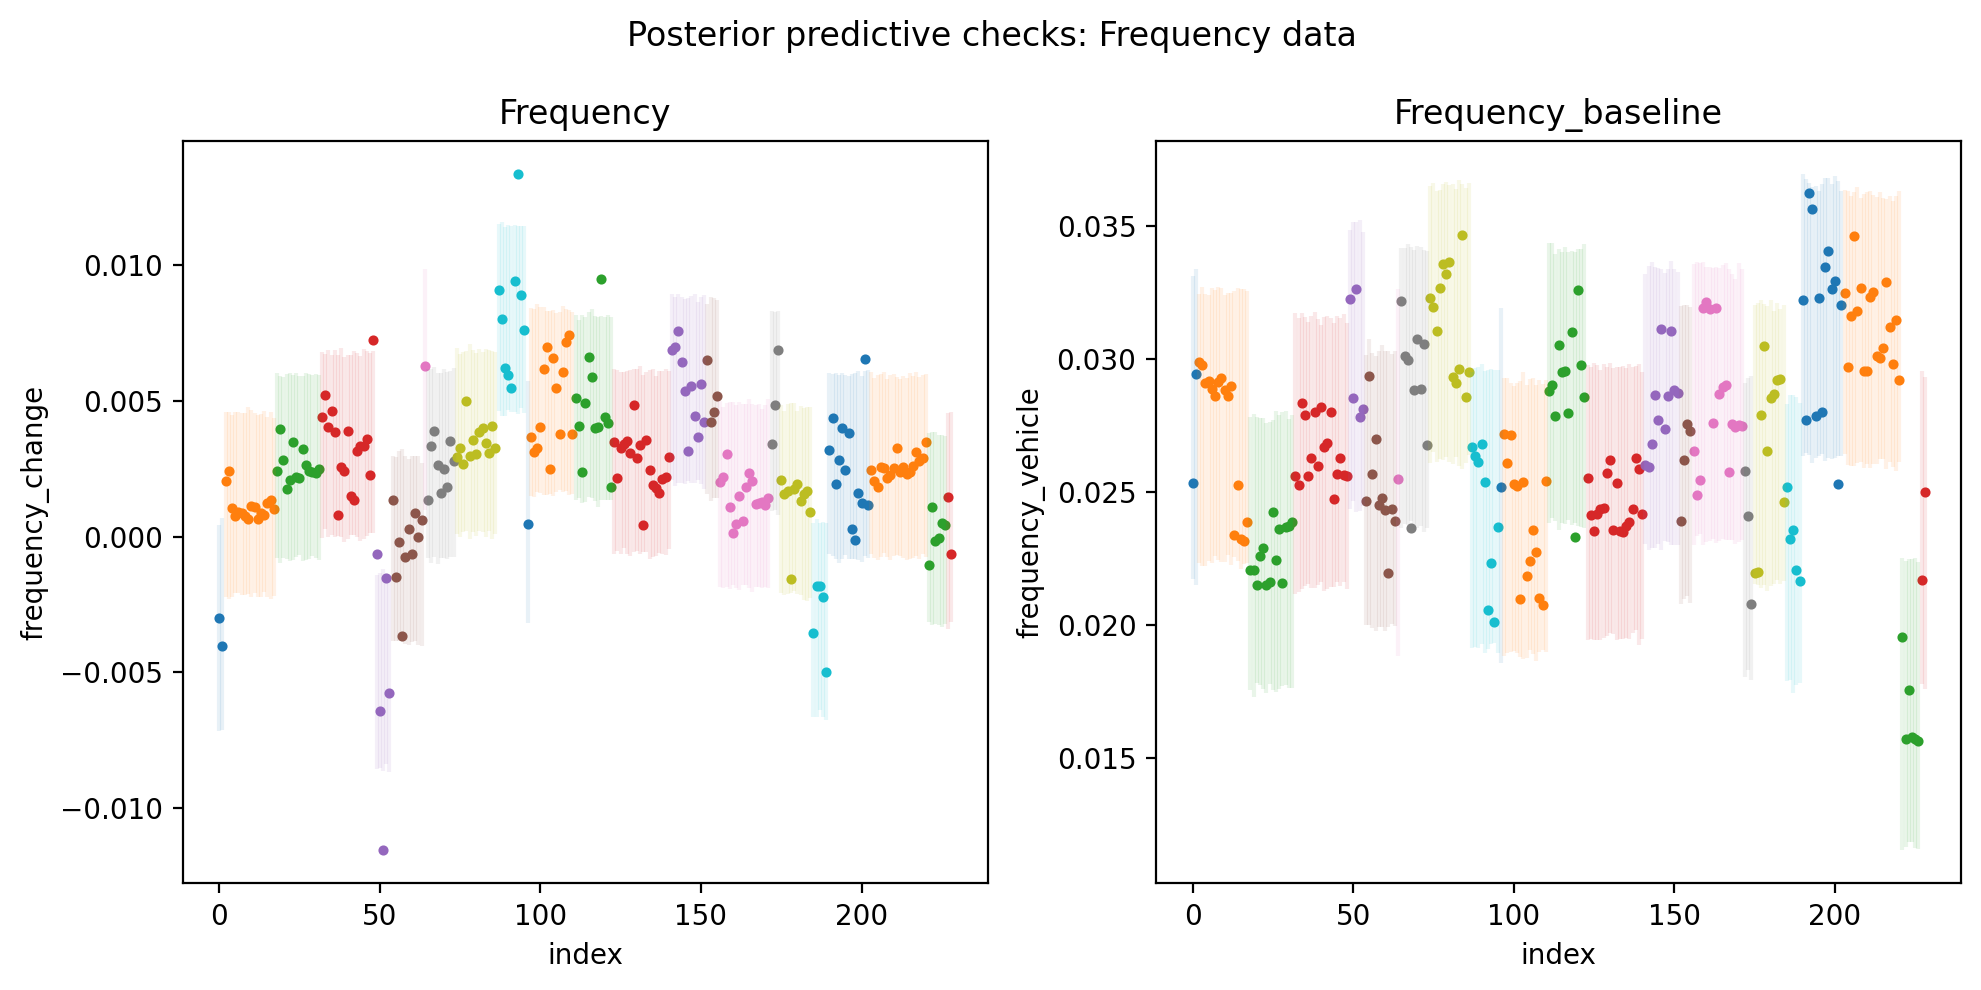 Posterior predictive checks: Frequency data
Frequency
frequency_change
0.010
0.005
0.000
−0.005
−0.010
0
50
100
150
200
index
Frequency_baseline
frequency_vehicle
0.035
0.030
0.025
0.020
0.015
0
50
100
150
200
index